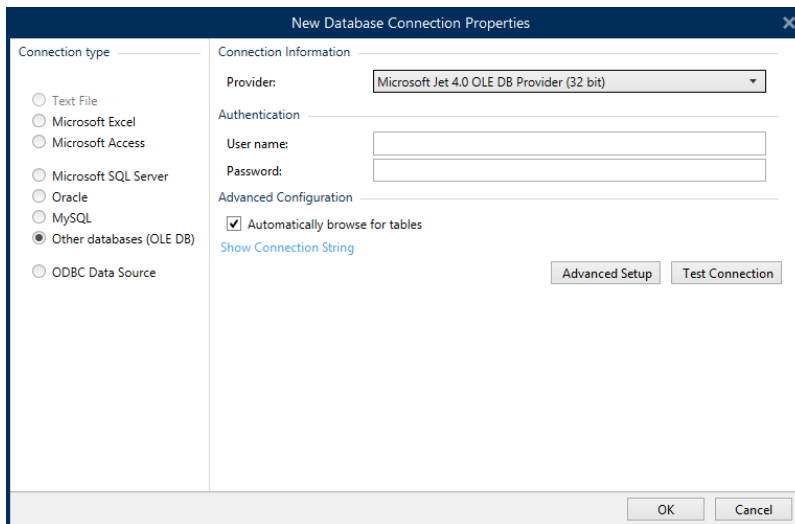 New Database Connection Properties
Connection type
Text File
Microsoft Excel
Microsoft Access
Microsoft SQL Server
Oracle
MySQL
Other databases (OLE DB)
ODBC Data Source
Connection Information
Provider: Microsoft Jet 4.0 OLE DB Provider (32 bit)
Authentication
User name:
Password:
Advanced Configuration
Automatically browse for tables
Show Connection String
Advanced Setup Test Connection
OK Cancel